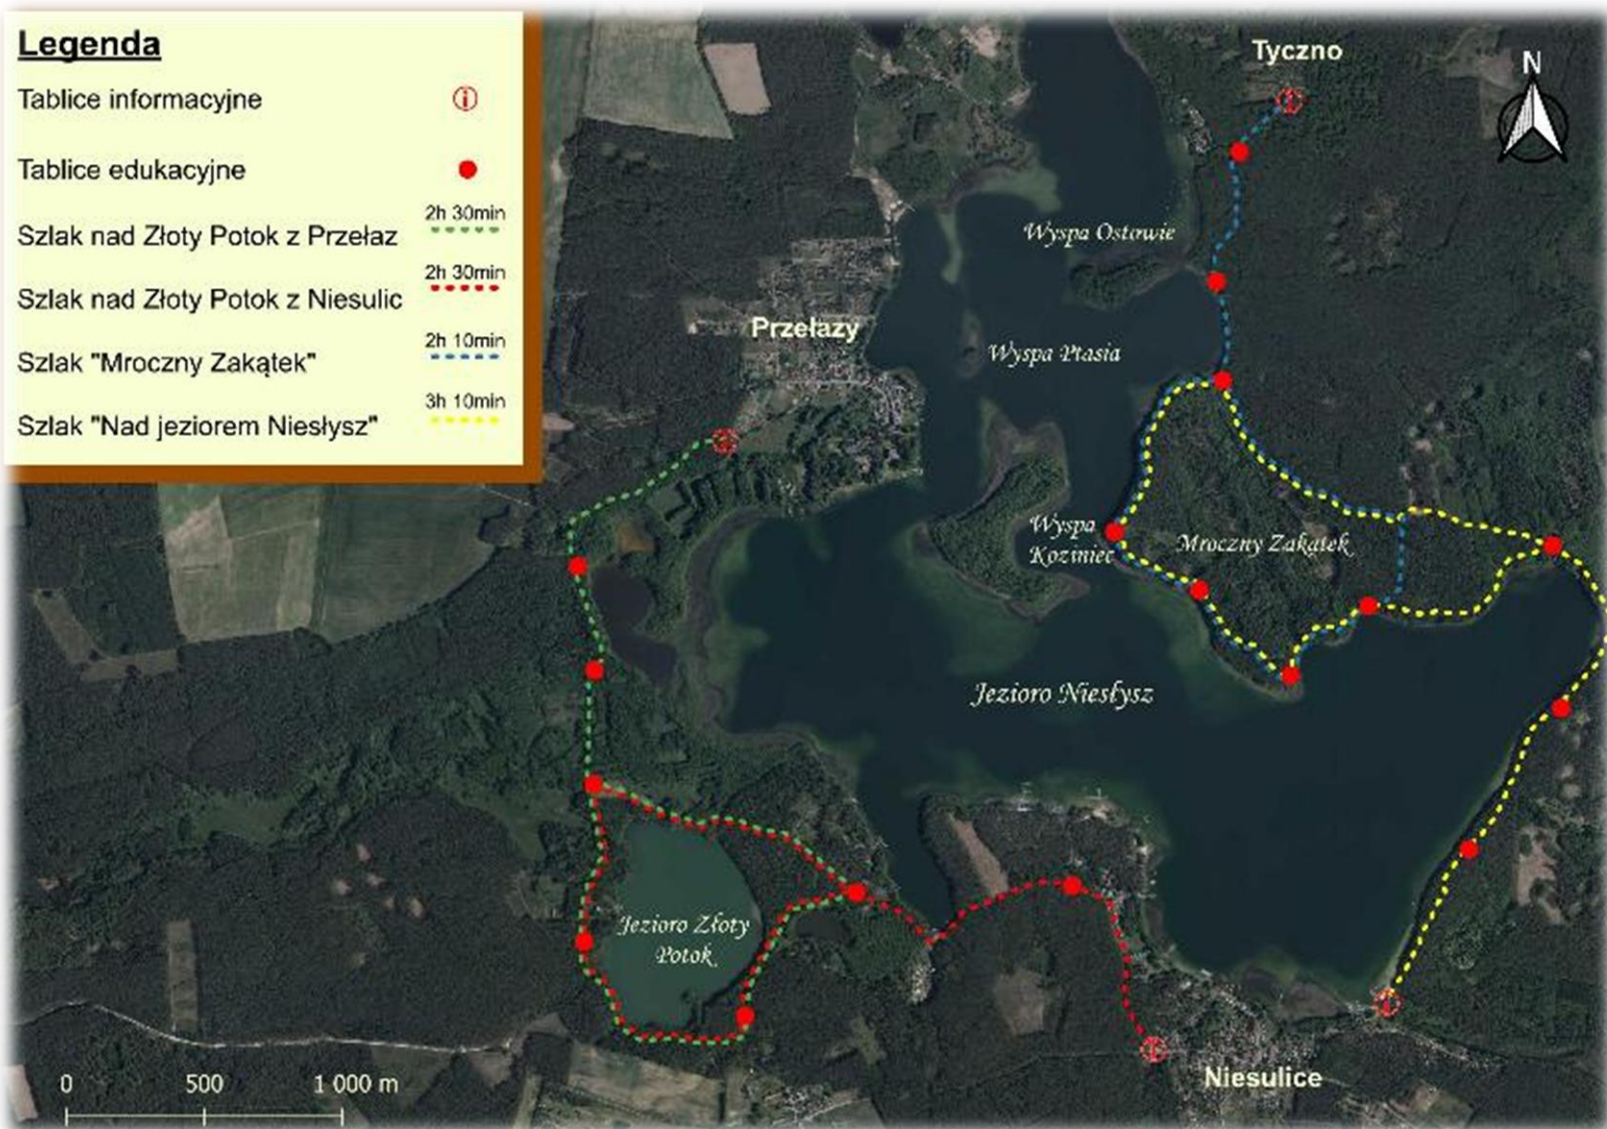 Legenda
Tablice informacyjne
Tablice edukacyjne
2h 30min
Szlak nad Złoty Potok z Przełaz
2h 30min
Szlak nad Złoty Potok z Niesulic
2h 10min
Szlak "Mroczny Zakątek"
3h 10min
Szlak "Nad jeziorem Niesłysz"
Tyczno
N
Wyspa Ostowie
Przełazy
Wyspa Ptasia
Wyspa
Koziniec
Mroczny Zakątek
Jezioro Niesłysz
Jezioro Złoty
Potok
Niesulice
0 500 1 000 m